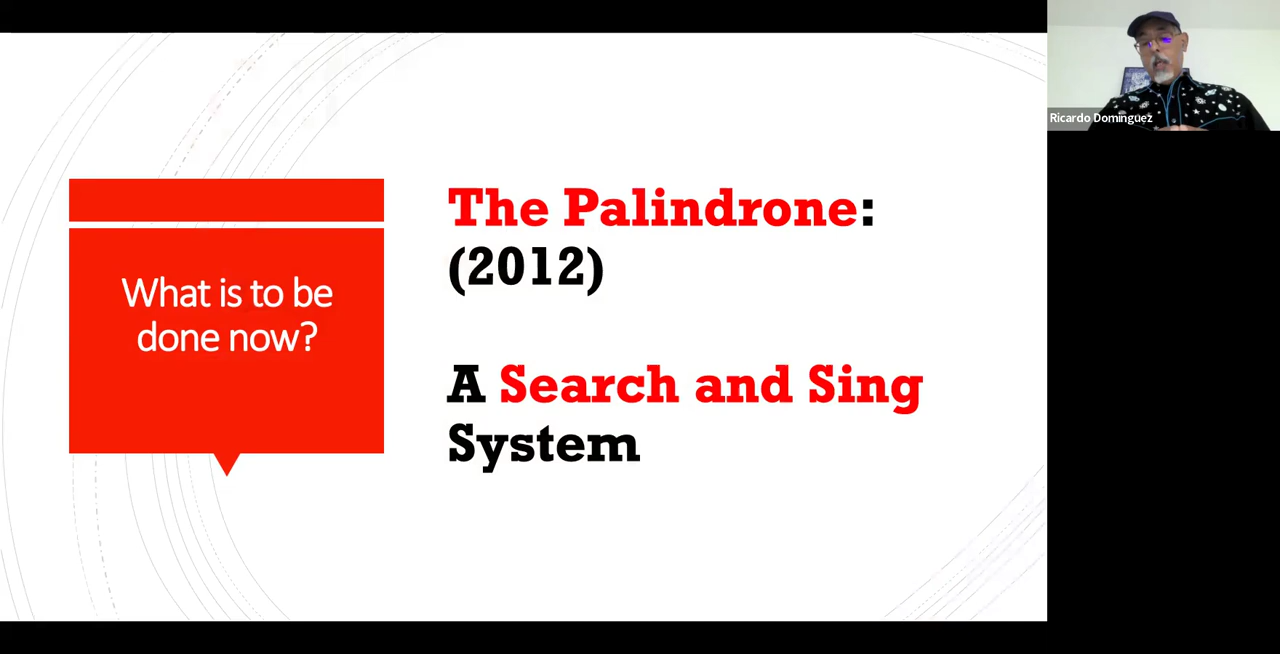 What is to be
done now?
The Palindrone:
(2012)
A Search and Sing
System
Ricardo Dominguez